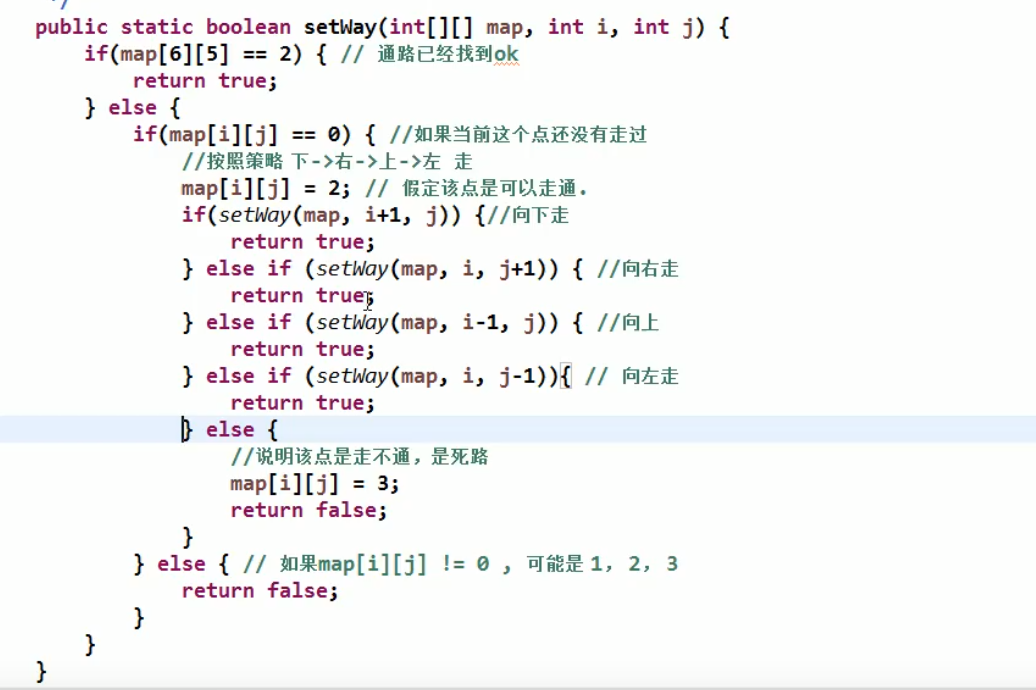 */
public static boolean setWay(int[][] map, int i, int j) {
if(map[6][5] == 2) { // 通路已经找到ok
return true;
} else {
if(map[i][j] == 0) { //如果当前这个点还没有走过
//按照策略 下->右->上->左 走
map[i][j] = 2; // 假定该点是可以走通.
if(setWay(map, i+1, j)) {//向下走
return true;
} else if (setWay(map, i, j+1)) { //向右走
return true;
} else if (setWay(map, i-1, j)) { //向上
return true;
} else if (setWay(map, i, j-1)){ // 向左走
return true;
} else {
//说明该点是走不通，是死路
map[i][j] = 3;
return false;
}
} else { // 如果map[i][j] != 0 , 可能是 1， 2， 3
return false;
}
}
}